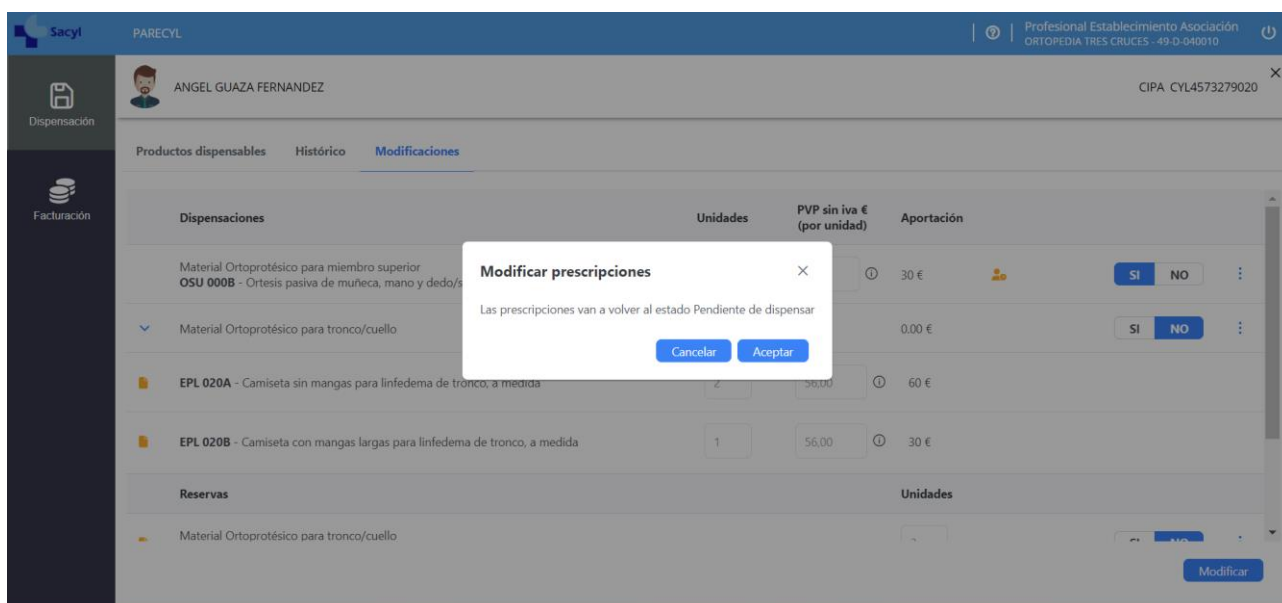 Sacyl
PARECYL
Profesional Establecimiento Asociación
ORTOPEDIA TRES CRUCES - 49-D-040010
ANGEL GUAZA FERNANDEZ
CIPA CYL4573279020
Dispensación
Facturación
Productos dispensables Histórico Modificaciones
Dispensaciones Unidades PVP sin iva € (por unidad) Aportación
Material Ortoprotésico para miembro superior
OSU 000B - Ortesis pasiva de muñeca, mano y dedo/s
30 € SI NO
Material Ortoprotésico para tronco/cuello 0.00 € SI NO
EPL 020A - Camiseta sin mangas para linfedema de tronco, a medida 2 56,00 60 €
EPL 020B - Camiseta con mangas largas para linfedema de tronco, a medida 1 56,00 30 €
Reservas Unidades
Material Ortoprotésico para tronco/cuello
Modificar
Modificar prescripciones
Las prescripciones van a volver al estado Pendiente de dispensar
Cancelar Aceptar